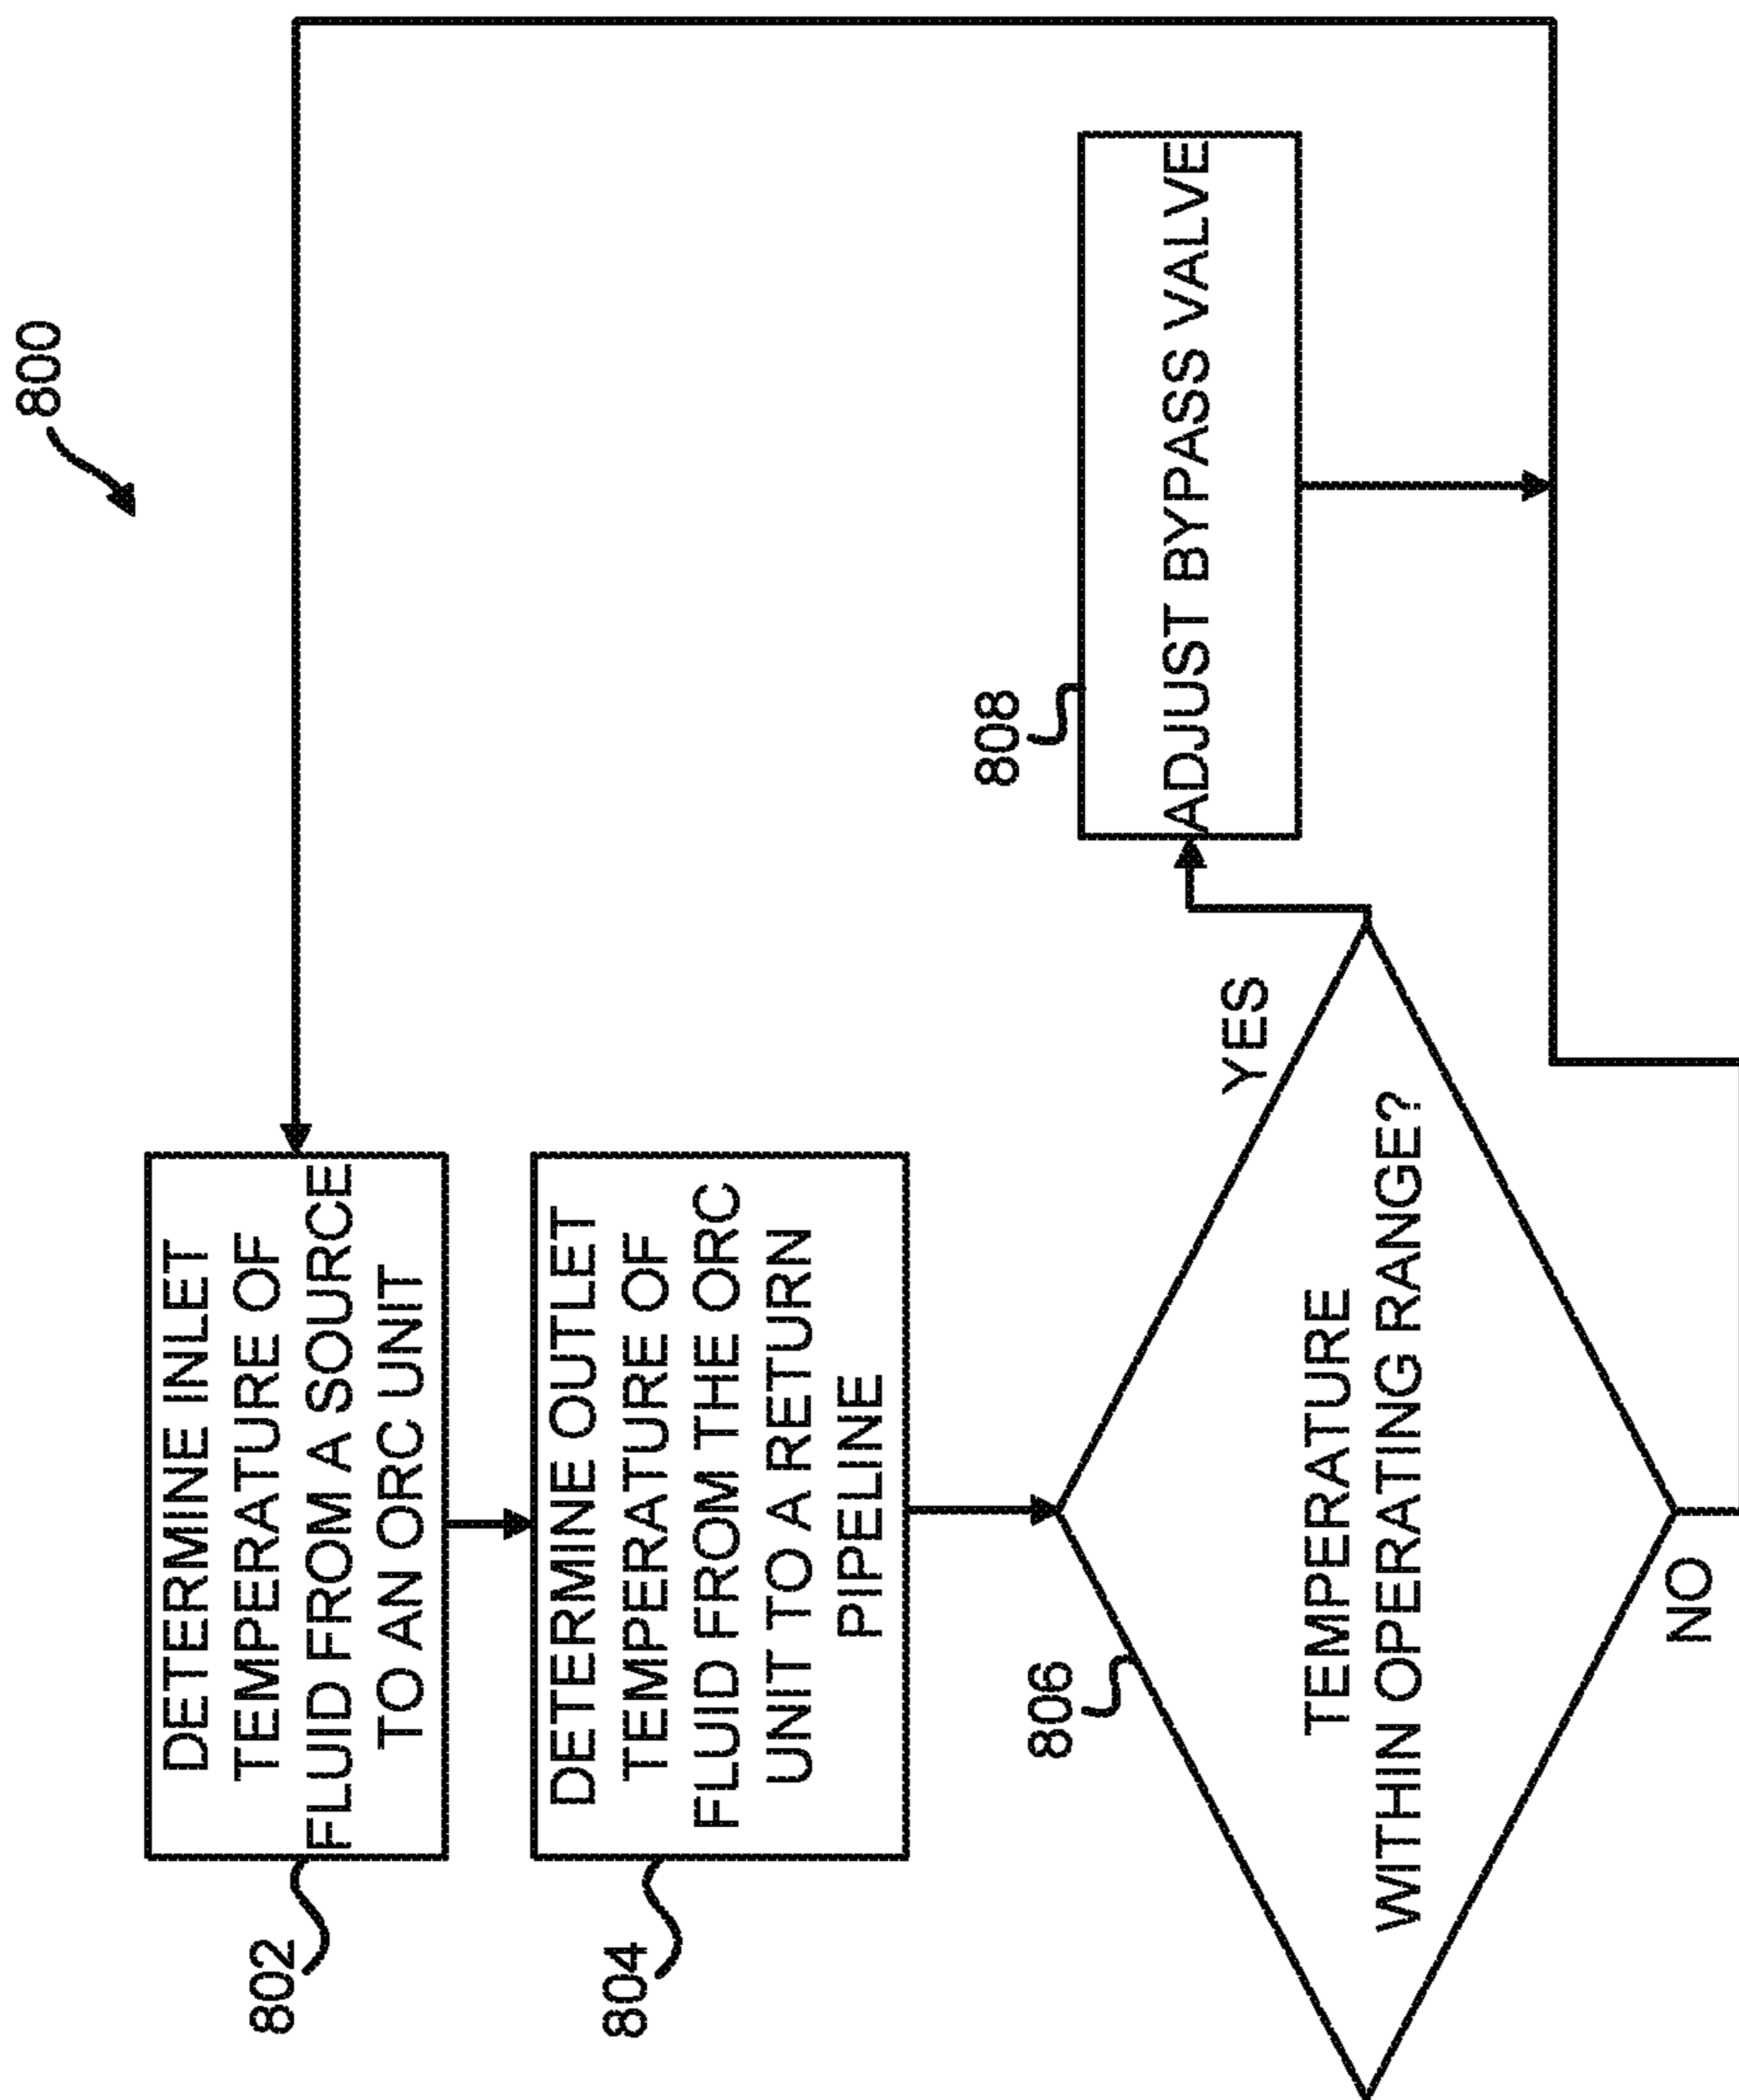 800
802
DETERMINE INLET
TEMPERATURE OF
FLUID FROM A SOURCE
TO AN ORC UNIT
804
DETERMINE OUTLET
TEMPERATURE OF
FLUID FROM THE ORC
UNIT TO A RETURN
PIPELINE
806
TEMPERATURE
WITHIN OPERATING RANGE?
YES
808
ADJUST BYPASS VALVE
NO